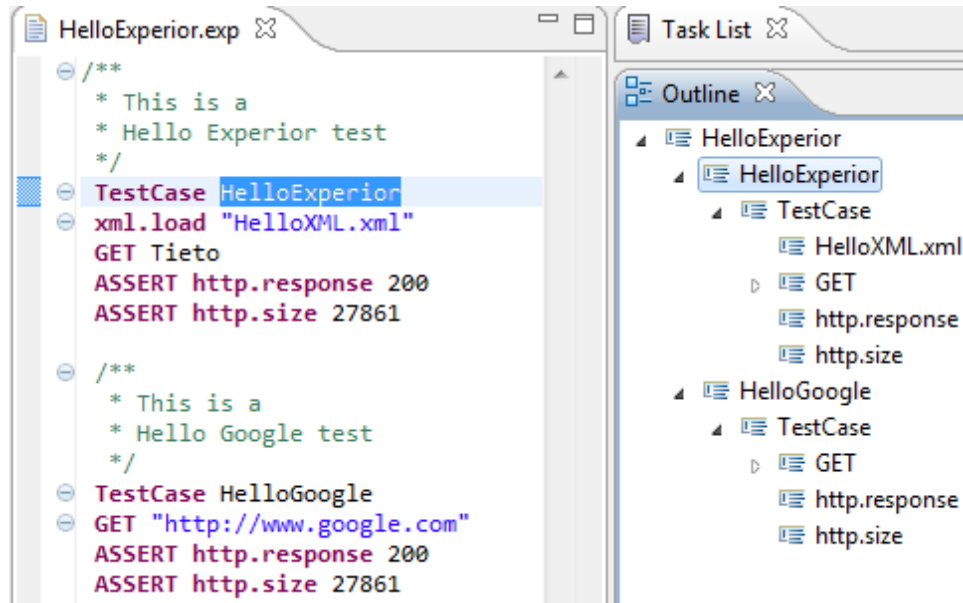 HelloExperior.exp
/**
* This is a
* Hello Experior test
*/
TestCase HelloExperior
xml.load "HelloXML.xml"
GET Tieto
ASSERT http.response 200
ASSERT http.size 27861
/**
* This is a
* Hello Google test
*/
TestCase HelloGoogle
GET "http://www.google.com"
ASSERT http.response 200
ASSERT http.size 27861
Task List
Outline
HelloExperior
HelloExperior
TestCase
HelloXML.xml
GET
http.response
http.size
HelloGoogle
TestCase
GET
http.response
http.size